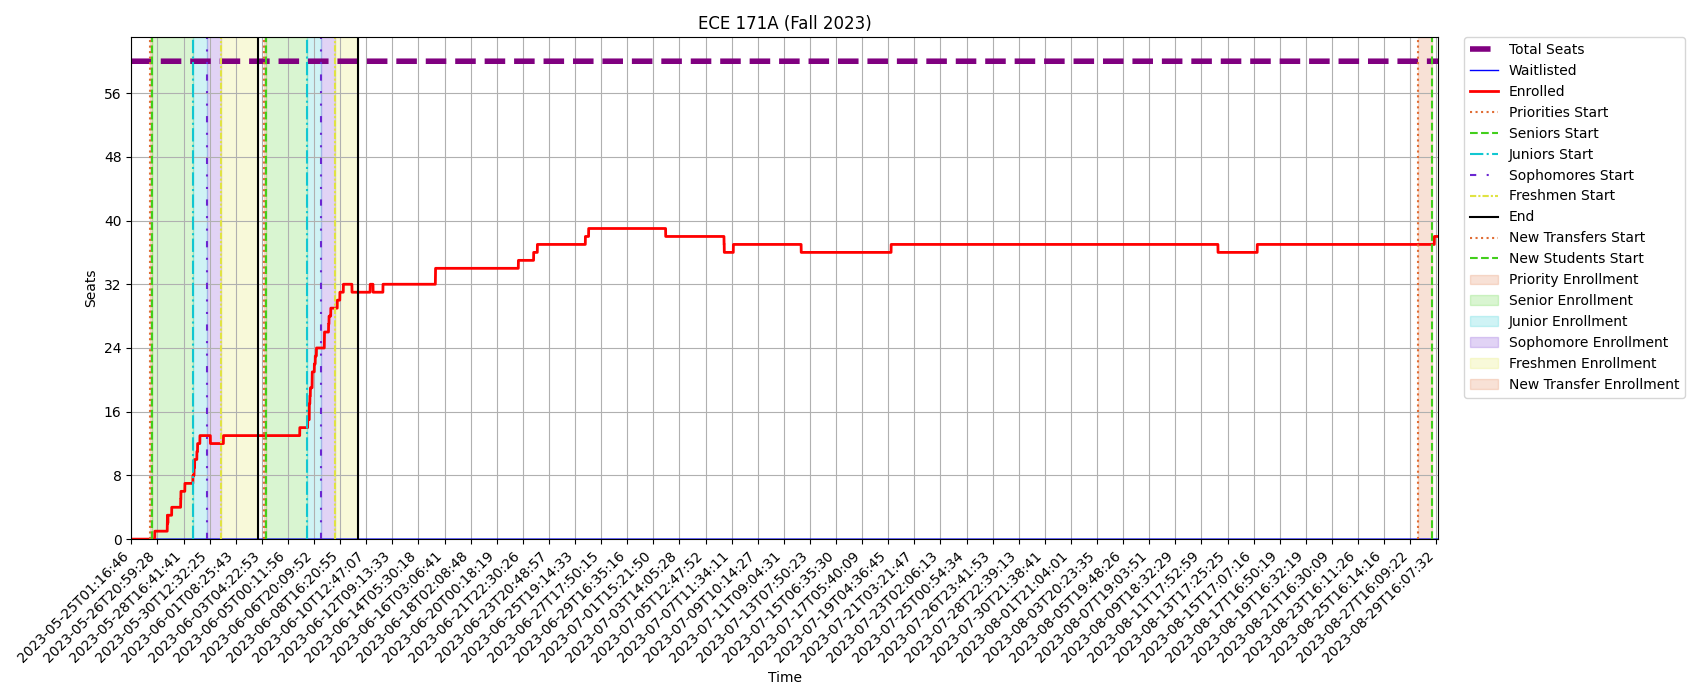 ECE 171A (Fall 2023)
Seats
56
48
40
32
24
16
8
0
2023-05-25T01:16:46
2023-05-26T20:59:28
2023-05-28T16:41:41
2023-05-30T12:32:25
2023-06-01T08:25:43
2023-06-03T04:22:53
2023-06-05T00:11:56
2023-06-06T20:09:52
2023-06-08T16:20:55
2023-06-10T12:47:07
2023-06-12T09:13:33
2023-06-14T05:30:18
2023-06-16T03:06:41
2023-06-18T02:08:48
2023-06-20T00:18:19
2023-06-21T22:30:26
2023-06-23T20:48:57
2023-06-25T19:14:33
2023-06-27T17:50:15
2023-06-29T16:35:16
2023-07-01T15:21:50
2023-07-03T14:05:28
2023-07-05T12:47:52
2023-07-07T11:34:11
2023-07-09T10:14:27
2023-07-11T09:04:31
2023-07-13T07:50:23
2023-07-15T06:35:30
2023-07-17T05:40:09
2023-07-19T04:36:45
2023-07-21T03:21:47
2023-07-23T02:06:13
2023-07-25T00:54:34
2023-07-26T23:41:53
2023-07-28T22:39:13
2023-07-30T21:38:41
2023-08-01T21:04:01
2023-08-03T20:23:35
2023-08-05T19:48:26
2023-08-07T19:03:51
2023-08-09T18:32:29
2023-08-11T17:52:59
2023-08-13T17:25:25
2023-08-15T17:07:16
2023-08-17T16:50:19
2023-08-19T16:32:19
2023-08-21T16:30:09
2023-08-23T16:11:26
2023-08-25T16:14:16
2023-08-27T16:09:22
2023-08-29T16:07:32
Time
Total Seats
Waitlisted
Enrolled
Priorities Start
Seniors Start
Juniors Start
Sophomores Start
Freshmen Start
End
New Transfers Start
New Students Start
Priority Enrollment
Senior Enrollment
Junior Enrollment
Sophomore Enrollment
Freshmen Enrollment
New Transfer Enrollment